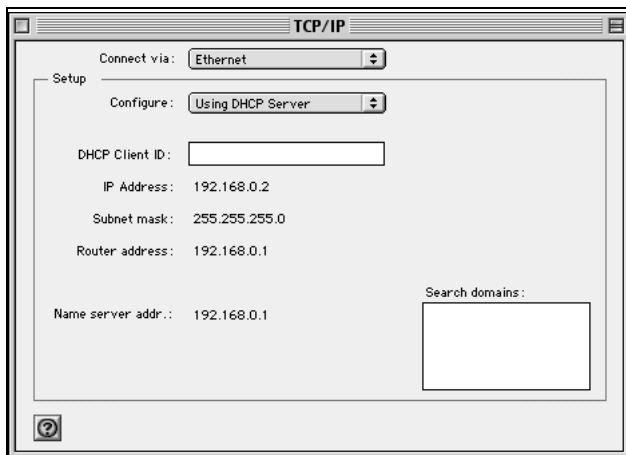 TCP/IP
Connect via: Ethernet
Setup
Configure: Using DHCP Server
DHCP Client ID:
IP Address: 192.168.0.2
Subnet mask: 255.255.255.0
Router address: 192.168.0.1
Search domains:
Name server addr.: 192.168.0.1
?